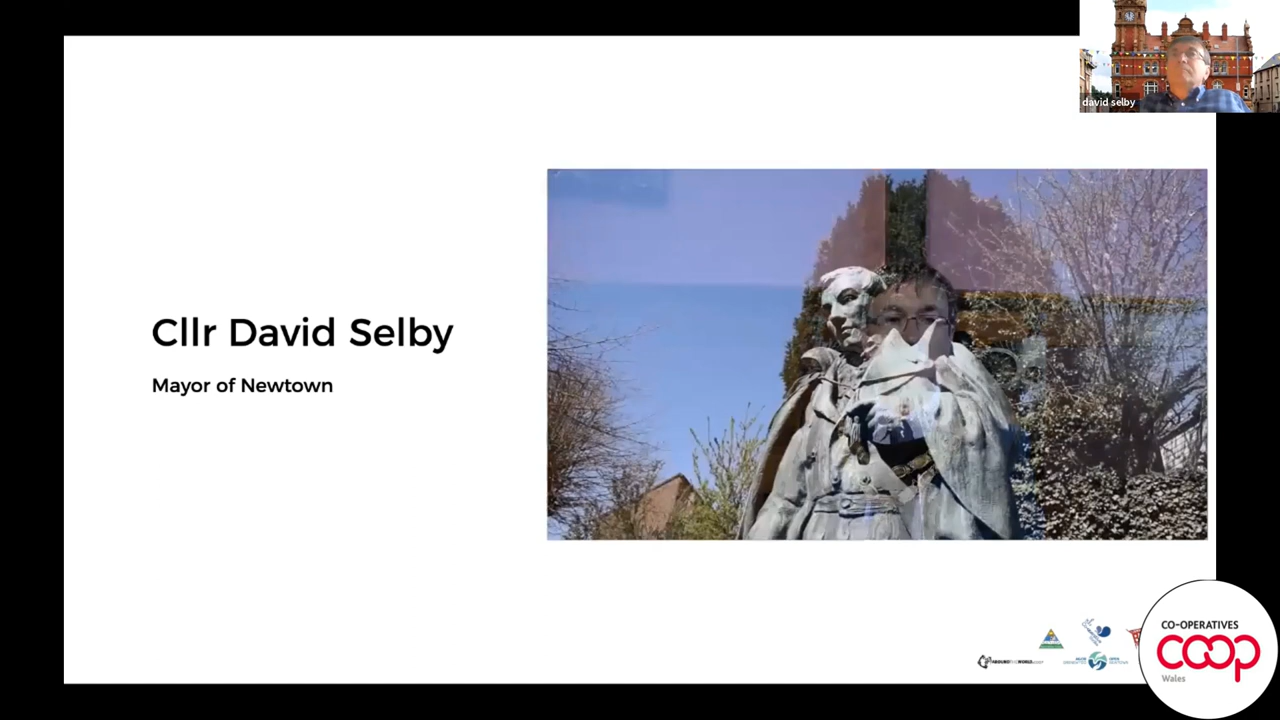 david selby
Cllr David Selby
Mayor of Newtown
CO-OPERATIVES
COOP
Wales